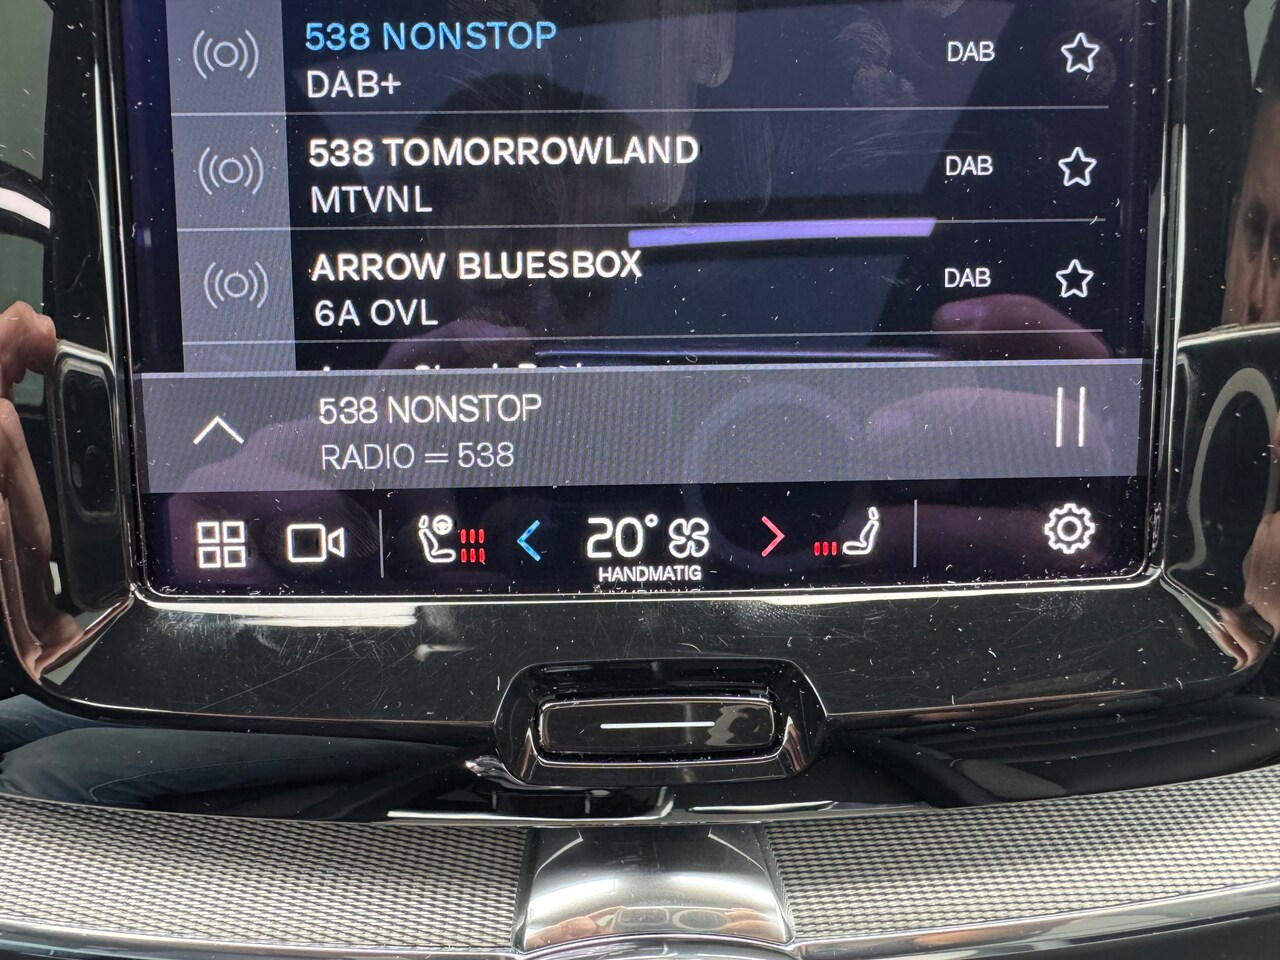 538 NONSTOP
DAB+
DAB
538 TOMORROWLAND
MTVNL
DAB
ARROW BLUESBOX
6A OVL
DAB
538 NONSTOP
RADIO = 538
20°
HANDMATIG